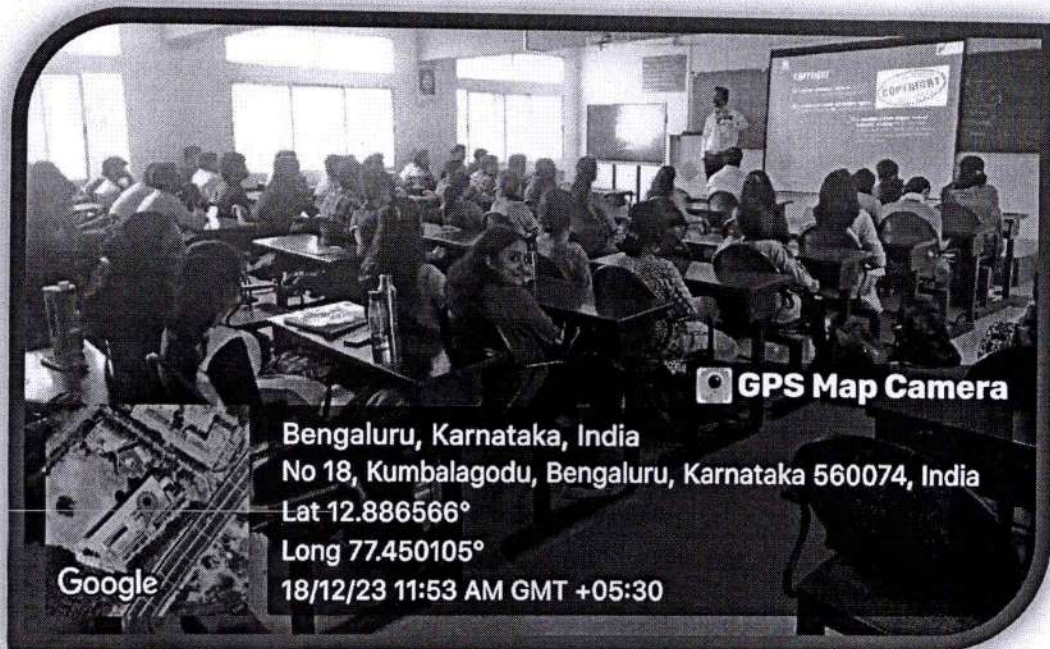 COPYRIGHT
COPYRIGHT
GPS Map Camera
Bengaluru, Karnataka, India
No 18, Kumbalagodu, Bengaluru, Karnataka 560074, India
Lat 12.886566°
Long 77.450105°
18/12/23 11:53 AM GMT +05:30
Google